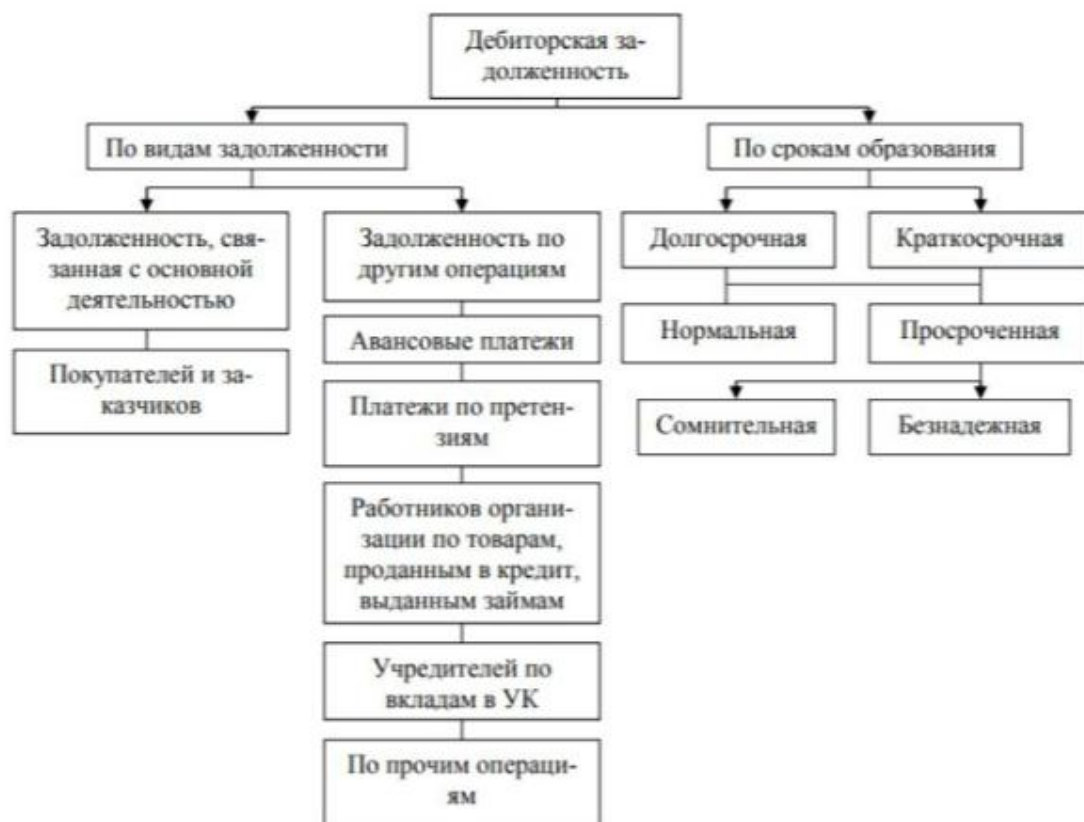 Дебиторская за-
долженность
По видам задолженности
По срокам образования
Задолженность, свя-
занная с основной
деятельностью
Задолженность по
другим операциям
Долгосрочная
Краткосрочная
Авансовые платежи
Нормальная
Просроченная
Покупателей и за-
казчиков
Платежи по претен-
зиям
Сомнительная
Безнадежная
Работников органи-
зации по товарам,
проданным в кредит,
выданным займам
Учредителей по
вкладам в УК
По прочим операци-
ям